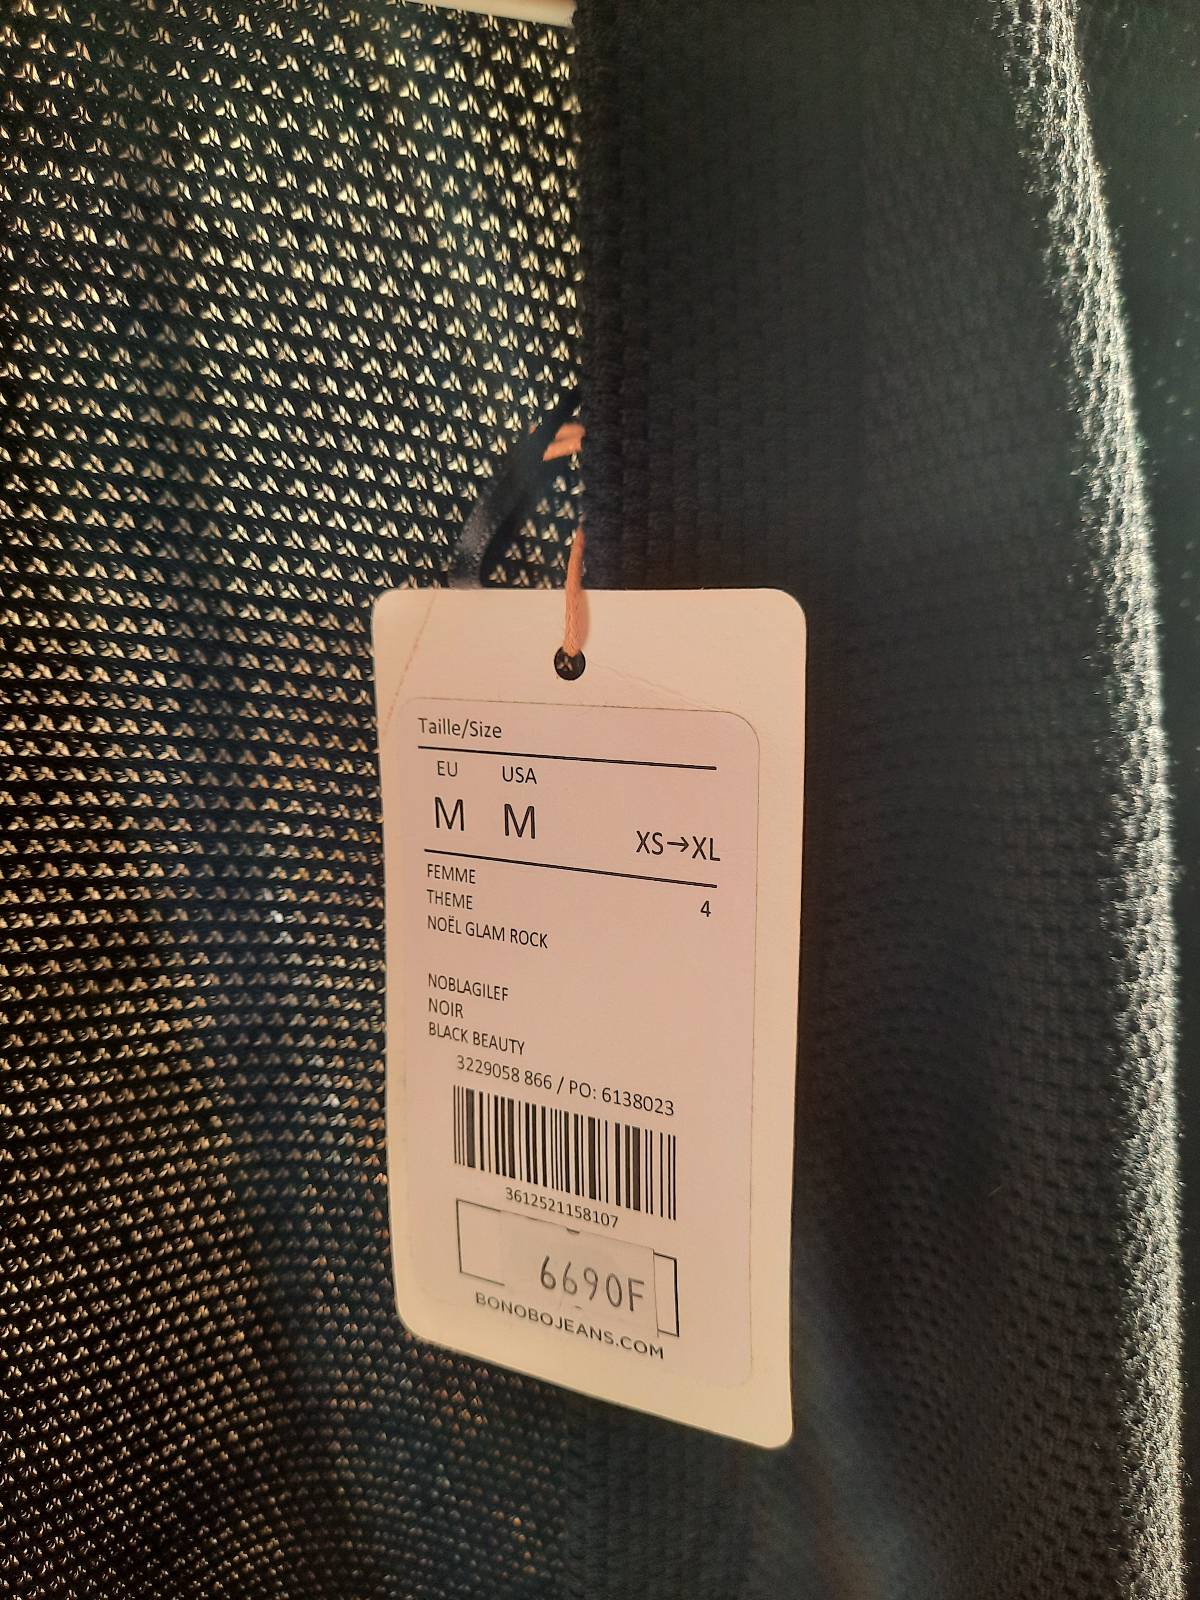 Taille/Size
EU USA
M M XS→XL
FEMME
THEME 4
NOËL GLAM ROCK
NOBLAGILEF
NOIR
BLACK BEAUTY
3229058 866 / PO: 6138023
3612521158107
6690F
BONOBOJEANS.COM